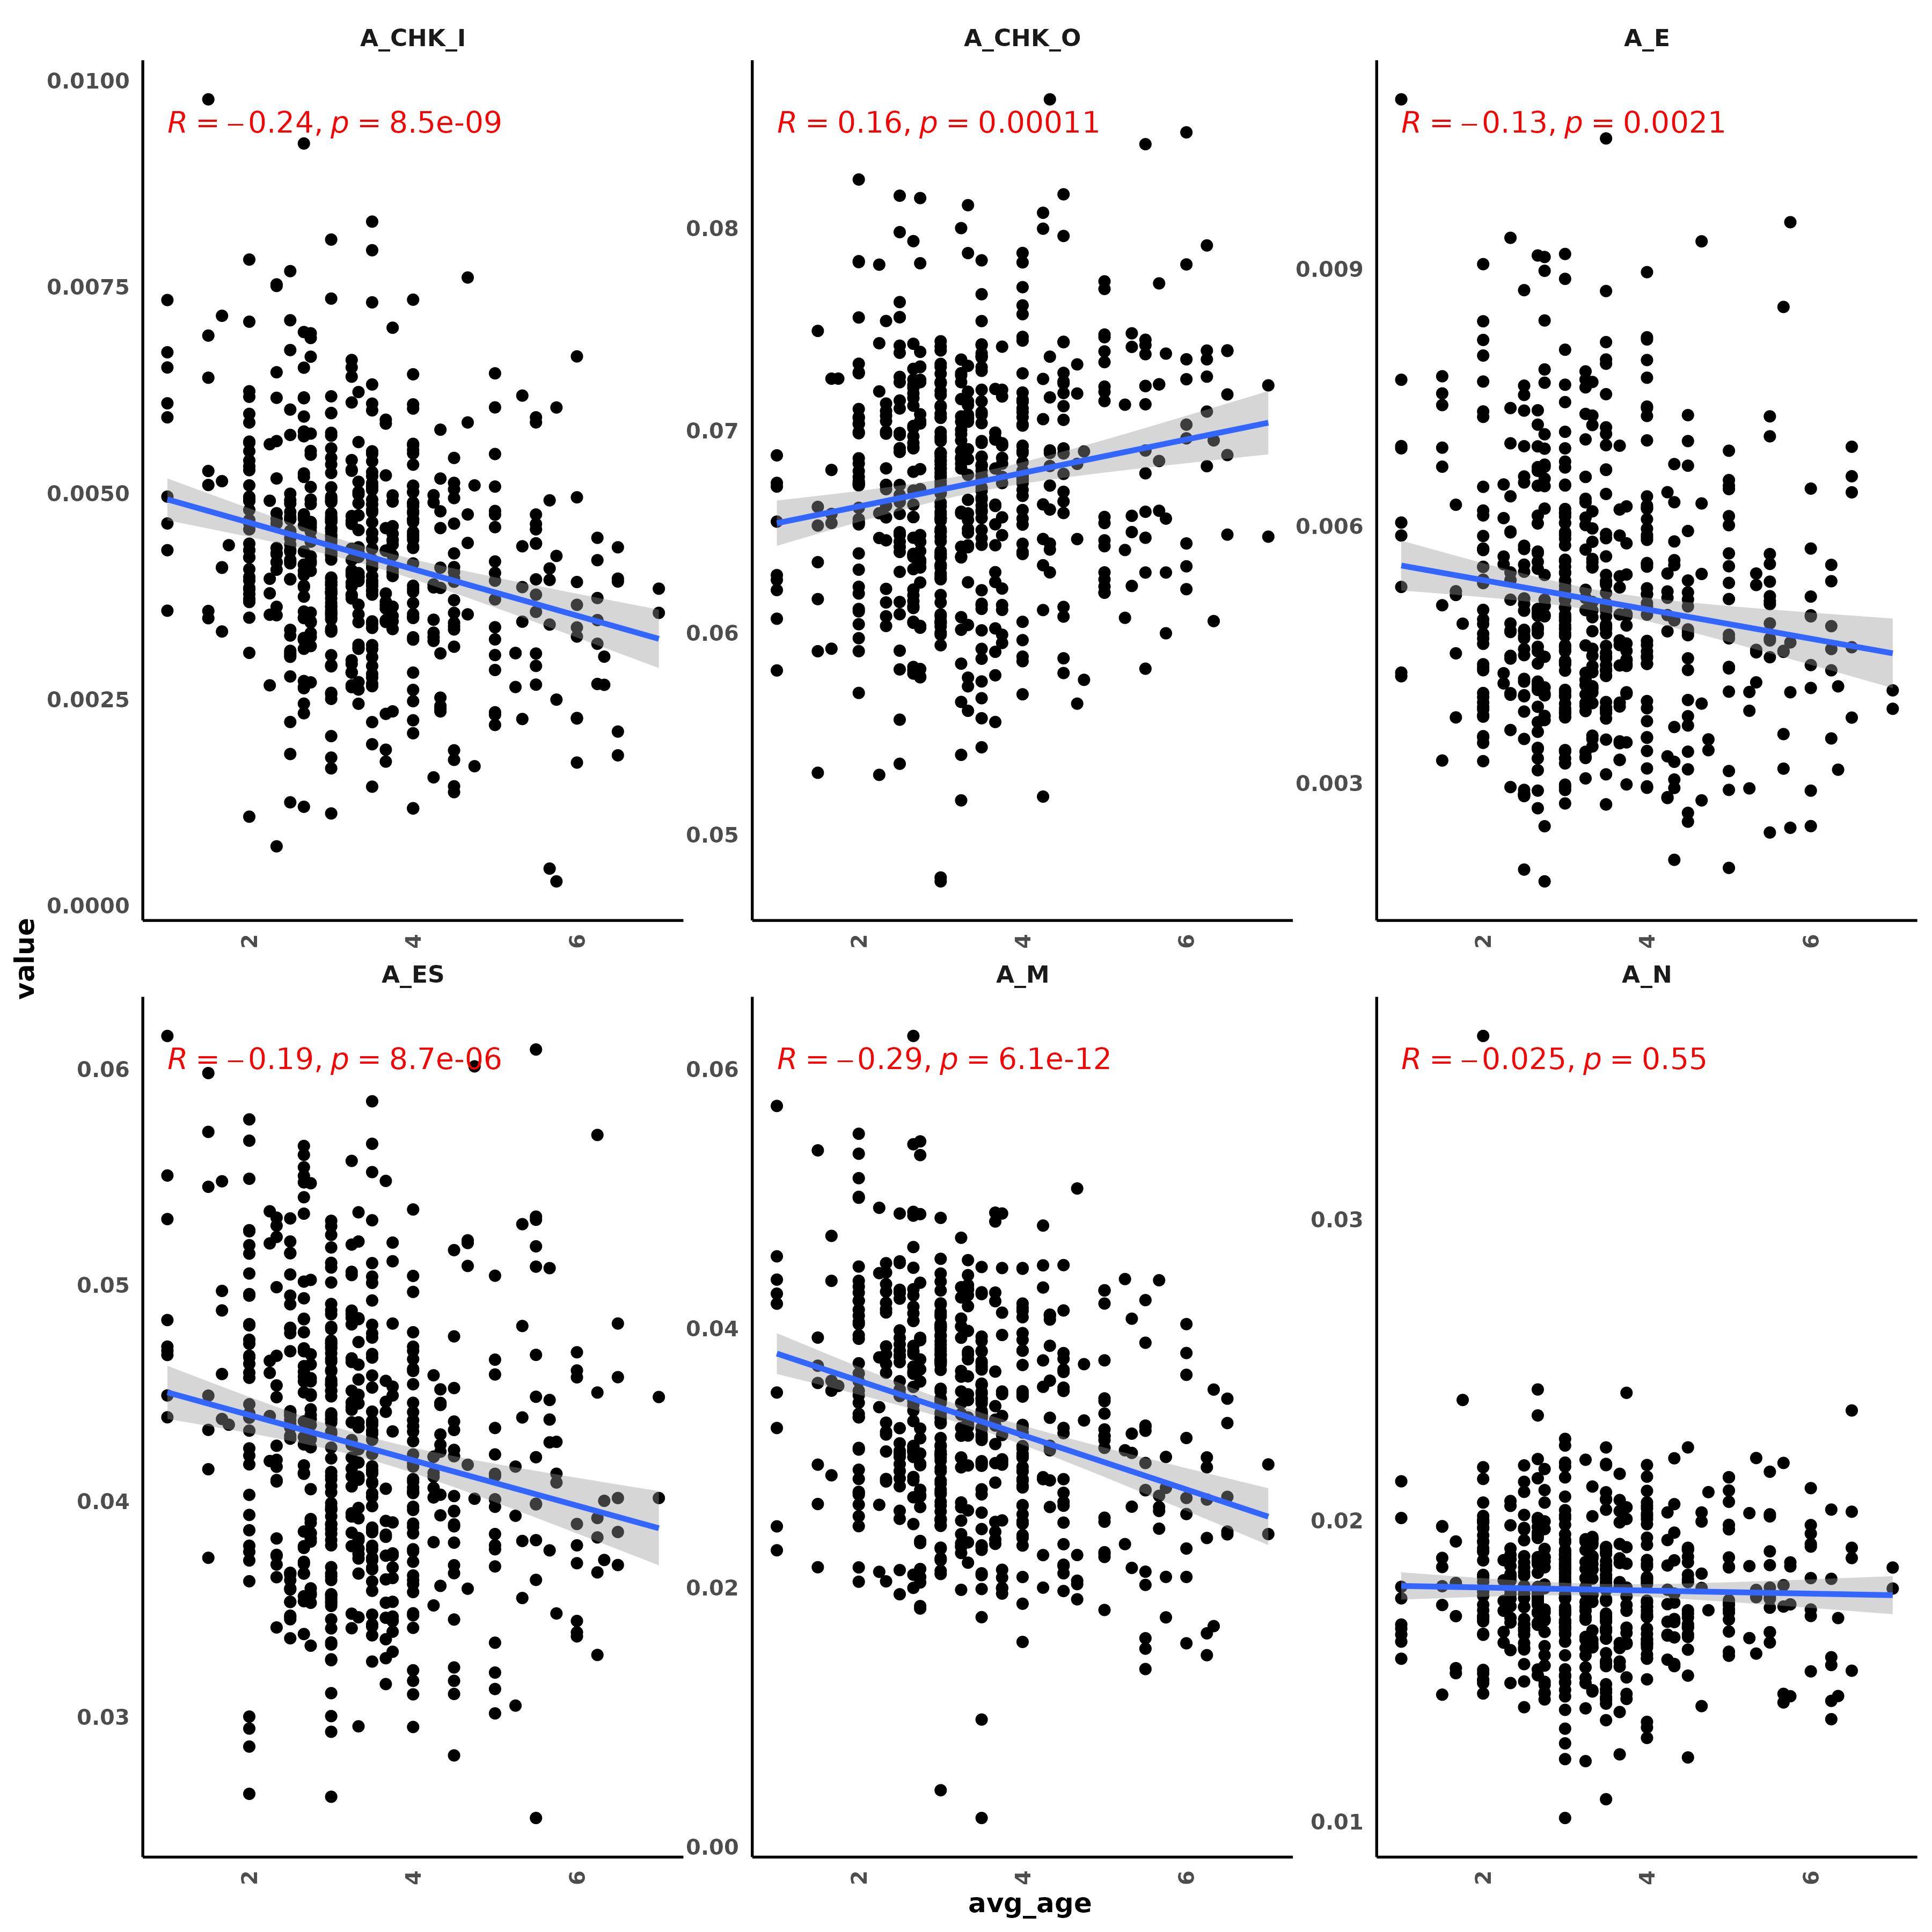 A_CHK_I A_CHK_O A_E
R = −0.24, p = 8.5e-09
R = 0.16, p = 0.00011
R = −0.13, p = 0.0021
0.0100
0.0075
0.0050
0.0025
0.0000
0.08
0.07
0.06
0.05
0.009
0.006
0.003
2 4 6
2 4 6
2 4 6
value
A_ES A_M A_N
R = −0.19, p = 8.7e-06
R = −0.29, p = 6.1e-12
R = −0.025, p = 0.55
0.06
0.05
0.04
0.03
0.06
0.04
0.02
0.00
0.03
0.02
0.01
2 4 6
2 4 6
2 4 6
avg_age